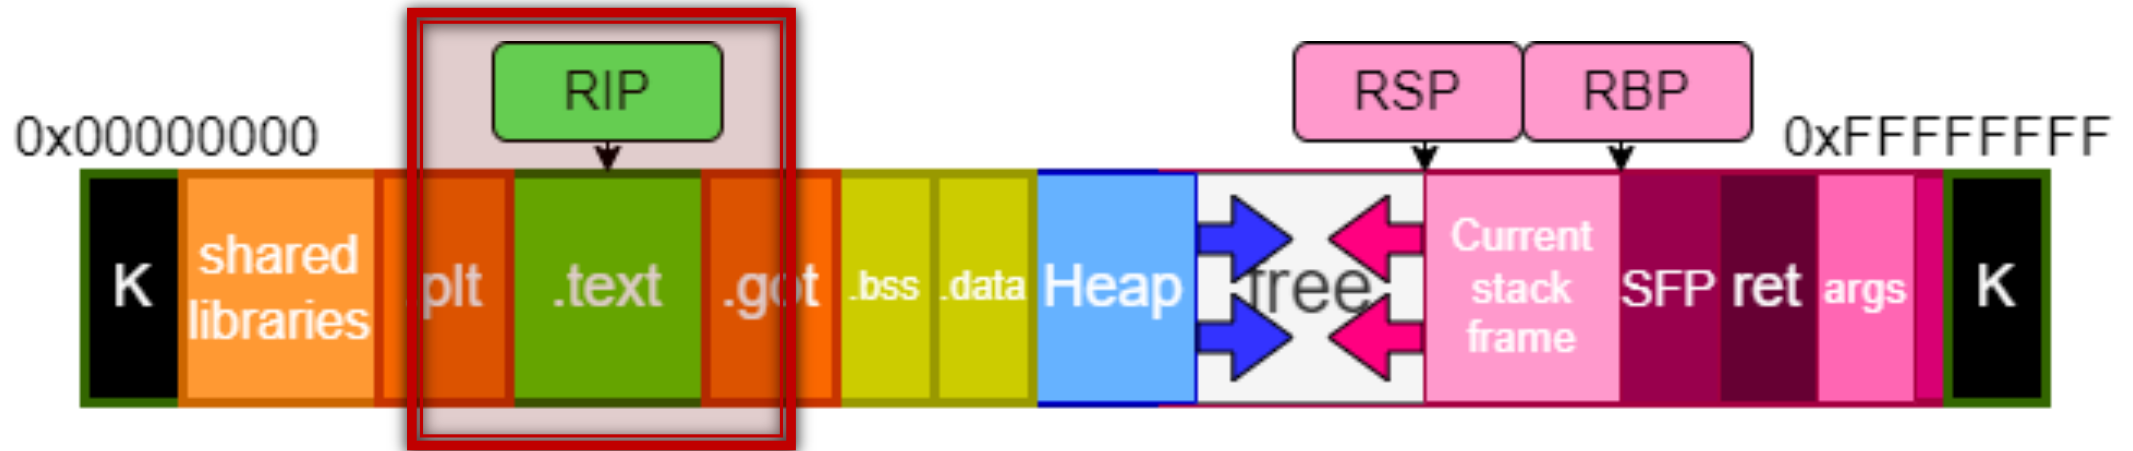 RIP
RSP
RBP
0x00000000
0xFFFFFFFF
K
shared
libraries
plt
.text
.got
.bss
.data
Heap
free
Current
stack
frame
SFP
ret
args
K